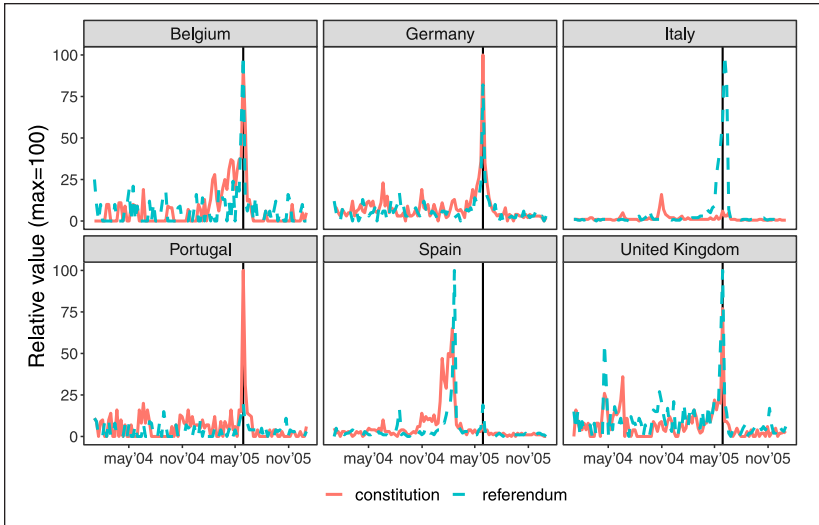 Belgium Germany Italy
100
75
50
25
0
Portugal Spain United Kingdom
100
75
50
25
0
Relative value (max=100)
may'04 nov'04 may'05 nov'05 may'04 nov'04 may'05 nov'05 may'04 nov'04 may'05 nov'05
constitution referendum